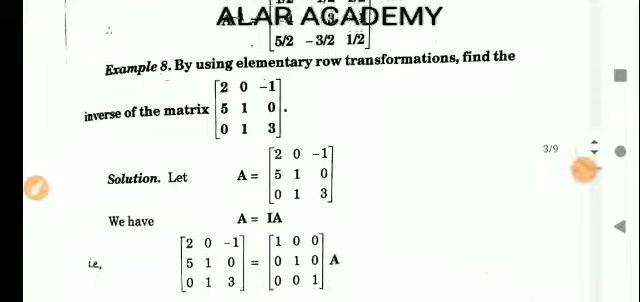 ALAR ACADEMY
5/2 - 3/2 1/2
Example 8. By using elementary row transformations, find the
2 0 -1
inverse of the matrix 5 1 0 .
0 1 3
2 0 -1
Solution. Let A = 5 1 0
0 1 3
3/9
We have A = IA
2 0 -1 1 0 0
i.e, 5 1 0 = 0 1 0 A
0 1 3 0 0 1